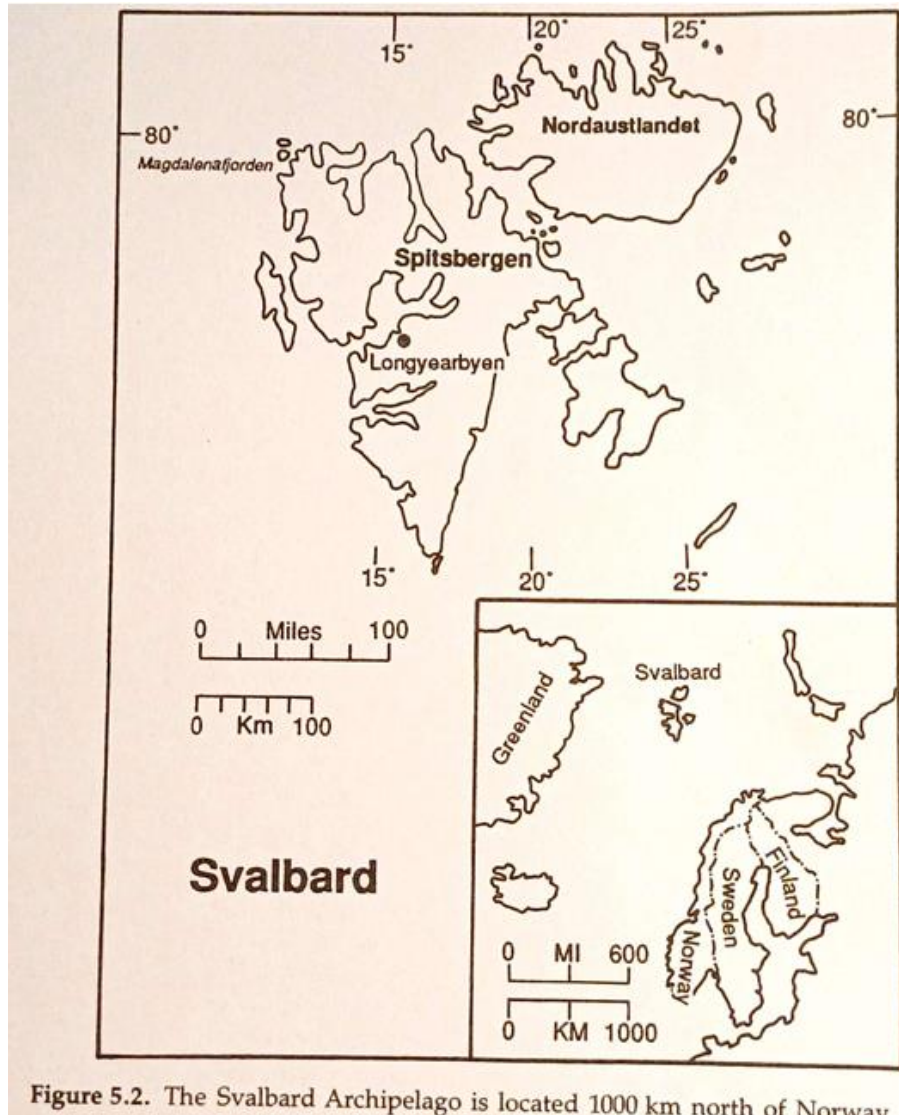 20° 25°
15°
Nordaustlandet
80° 80°
Magdalenafjorden
Spitsbergen
Longyearbyen
15° 20° 25°
0 Miles 100
0 Km 100
Svalbard
Svalbard
Greenland
Finland
Sweden
Norway
0 MI 600
0 KM 1000
Figure 5.2. The Svalbard Archipelago is located 1000 km north of Norway